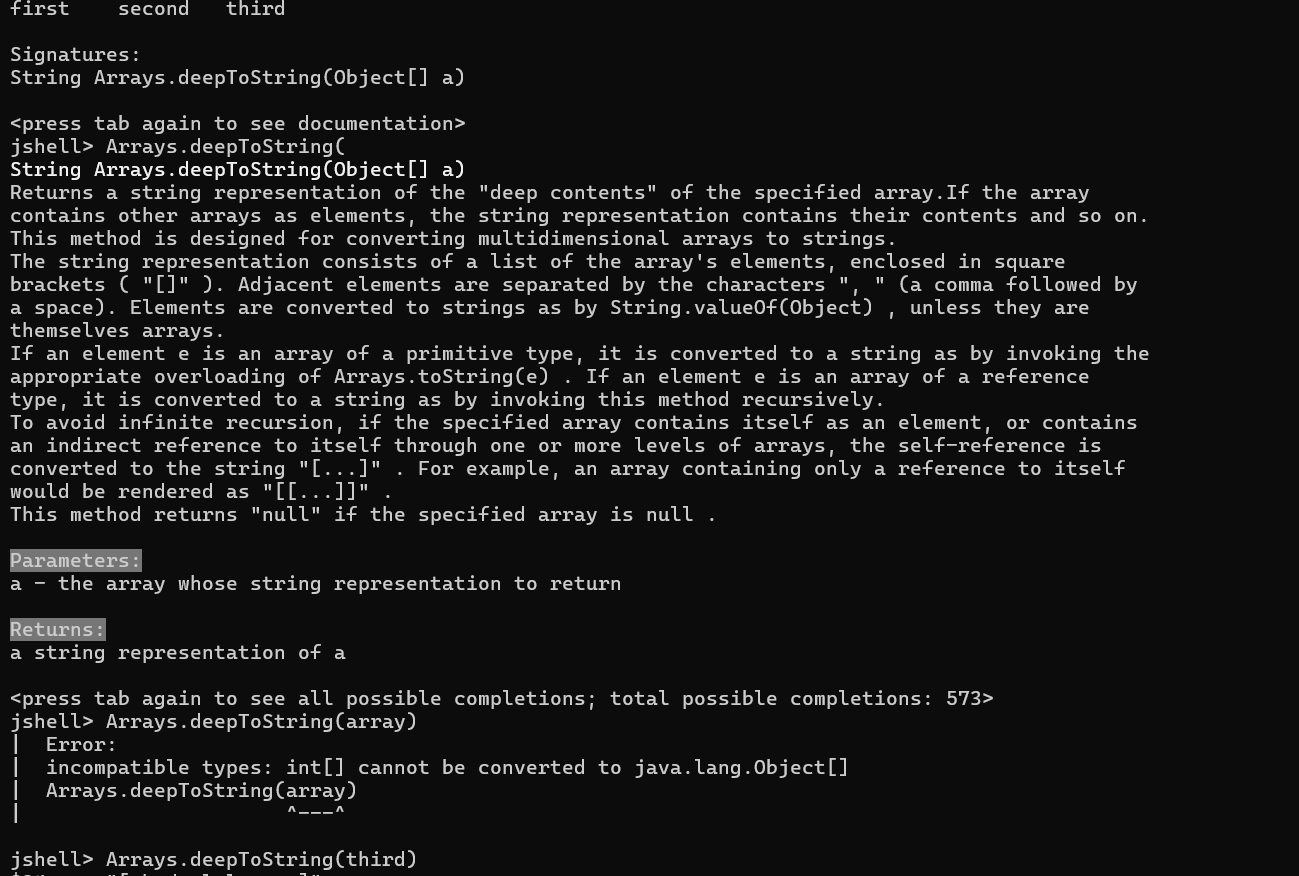 first    second   third
Signatures:
String Arrays.deepToString(Object[] a)
<press tab again to see documentation>
jshell> Arrays.deepToString(
String Arrays.deepToString(Object[] a)
Returns a string representation of the "deep contents" of the specified array.If the array
contains other arrays as elements, the string representation contains their contents and so on.
This method is designed for converting multidimensional arrays to strings.
The string representation consists of a list of the array's elements, enclosed in square
brackets ( "[]" ). Adjacent elements are separated by the characters ", " (a comma followed by
a space). Elements are converted to strings as by String.valueOf(Object) , unless they are
themselves arrays.
If an element e is an array of a primitive type, it is converted to a string as by invoking the
appropriate overloading of Arrays.toString(e) . If an element e is an array of a reference
type, it is converted to a string as by invoking this method recursively.
To avoid infinite recursion, if the specified array contains itself as an element, or contains
an indirect reference to itself through one or more levels of arrays, the self-reference is
converted to the string "[...]" . For example, an array containing only a reference to itself
would be rendered as "[[...]]" .
This method returns "null" if the specified array is null .
Parameters:
a - the array whose string representation to return
Returns:
a string representation of a
<press tab again to see all possible completions; total possible completions: 573>
jshell> Arrays.deepToString(array)
|  Error:
|  incompatible types: int[] cannot be converted to java.lang.Object[]
|  Arrays.deepToString(array)
|                      ^---^
jshell> Arrays.deepToString(third)